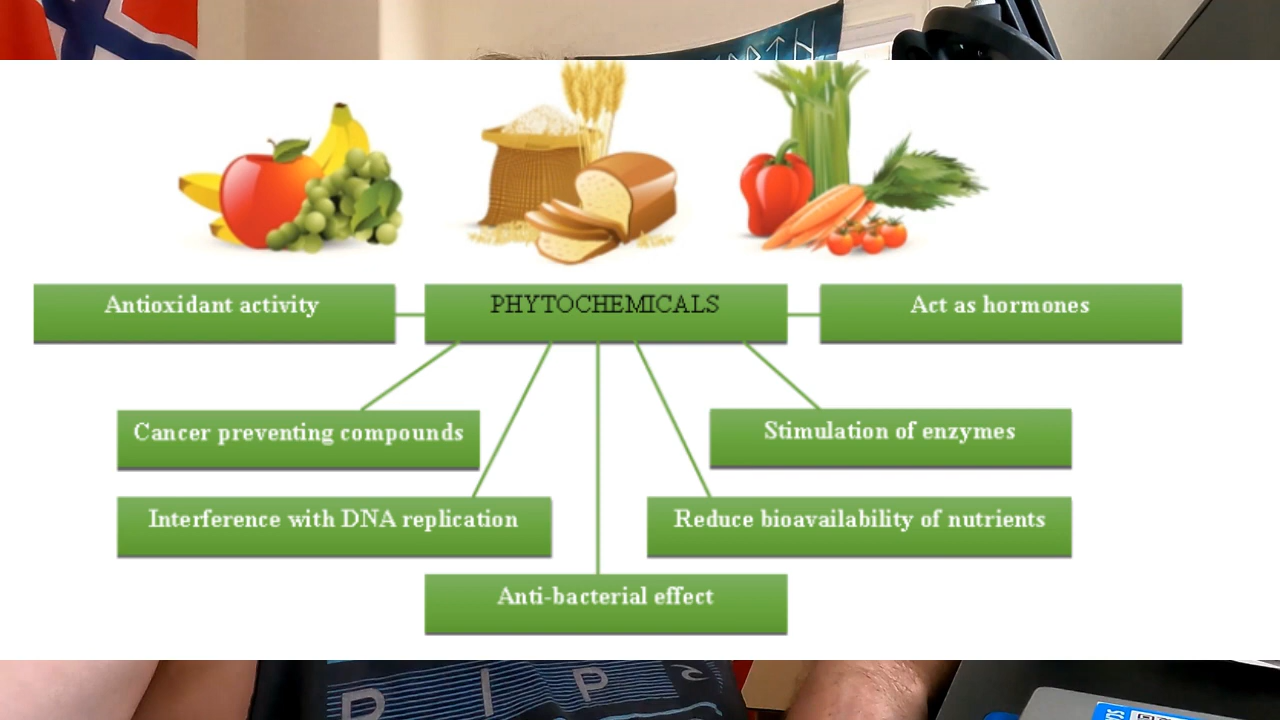 Antioxidant activity
PHYTOCHEMICALS
Act as hormones
Cancer preventing compounds
Stimulation of enzymes
Interference with DNA replication
Reduce bioavailability of nutrients
Anti-bacterial effect
R I P